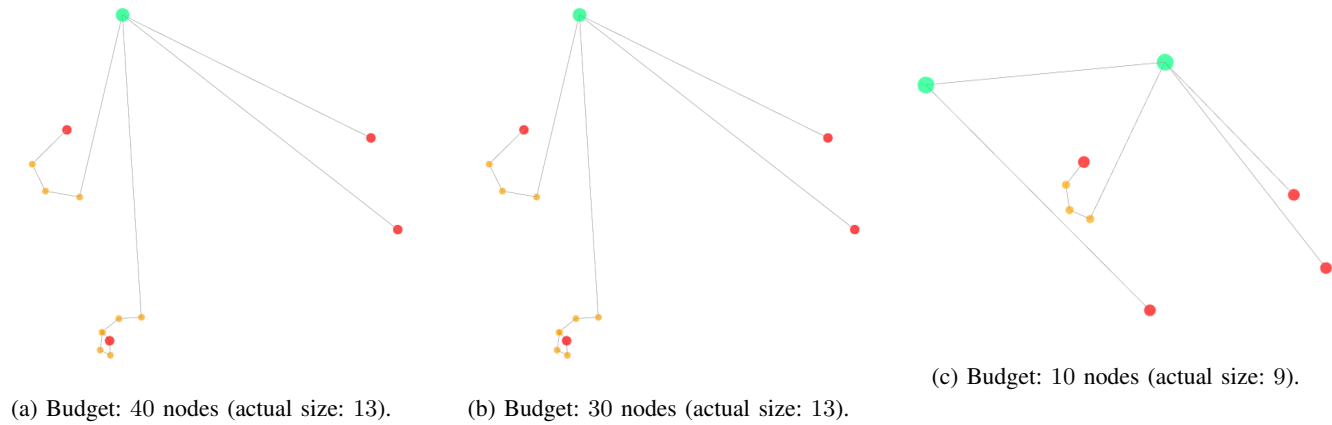 (a) Budget: 40 nodes (actual size: 13).
(b) Budget: 30 nodes (actual size: 13).
(c) Budget: 10 nodes (actual size: 9).